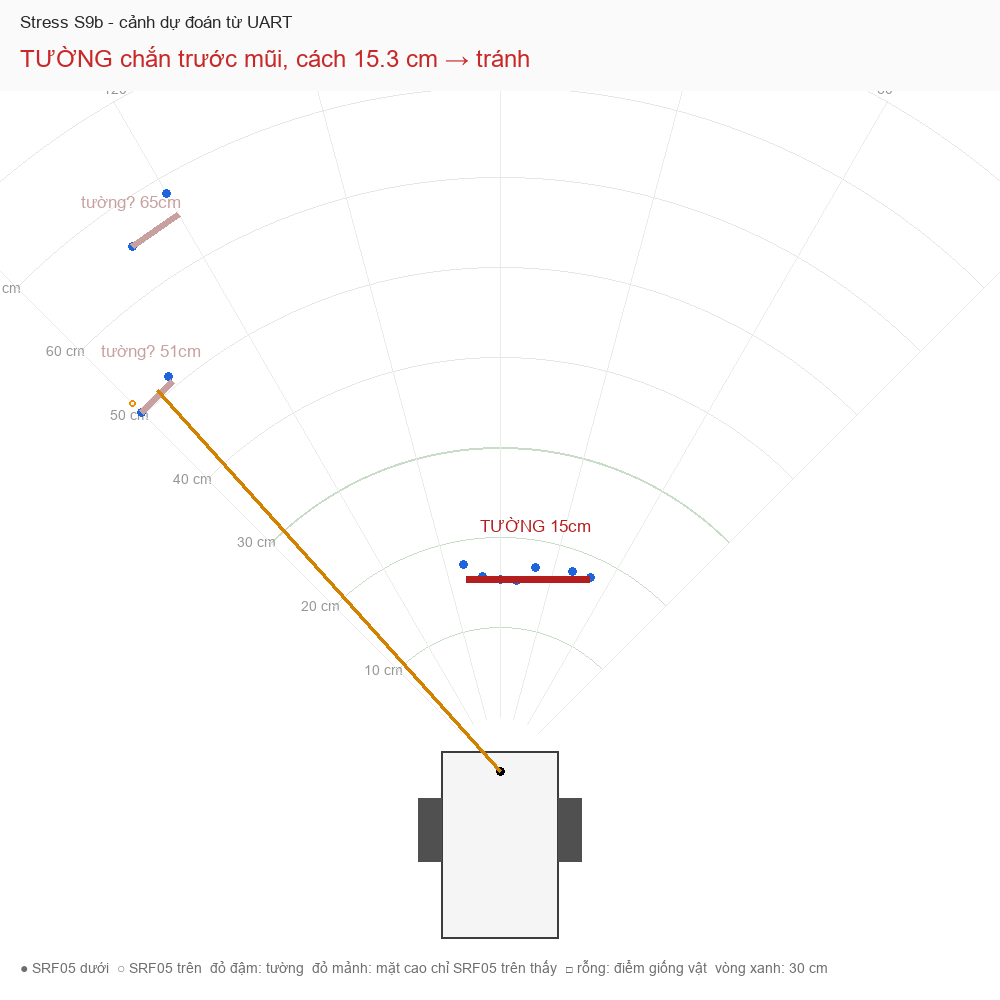 Stress S9b - cảnh dự đoán từ UART
TƯỜNG chắn trước mũi, cách 15.3 cm → tránh
tường? 65cm
cm
60 cm
tường? 51cm
50 cm
40 cm
TƯỜNG 15cm
30 cm
20 cm
10 cm
● SRF05 dưới ○ SRF05 trên đỏ đậm: tường đỏ mảnh: mặt cao chỉ SRF05 trên thấy □ rỗng: điểm giống vật vòng xanh: 30 cm